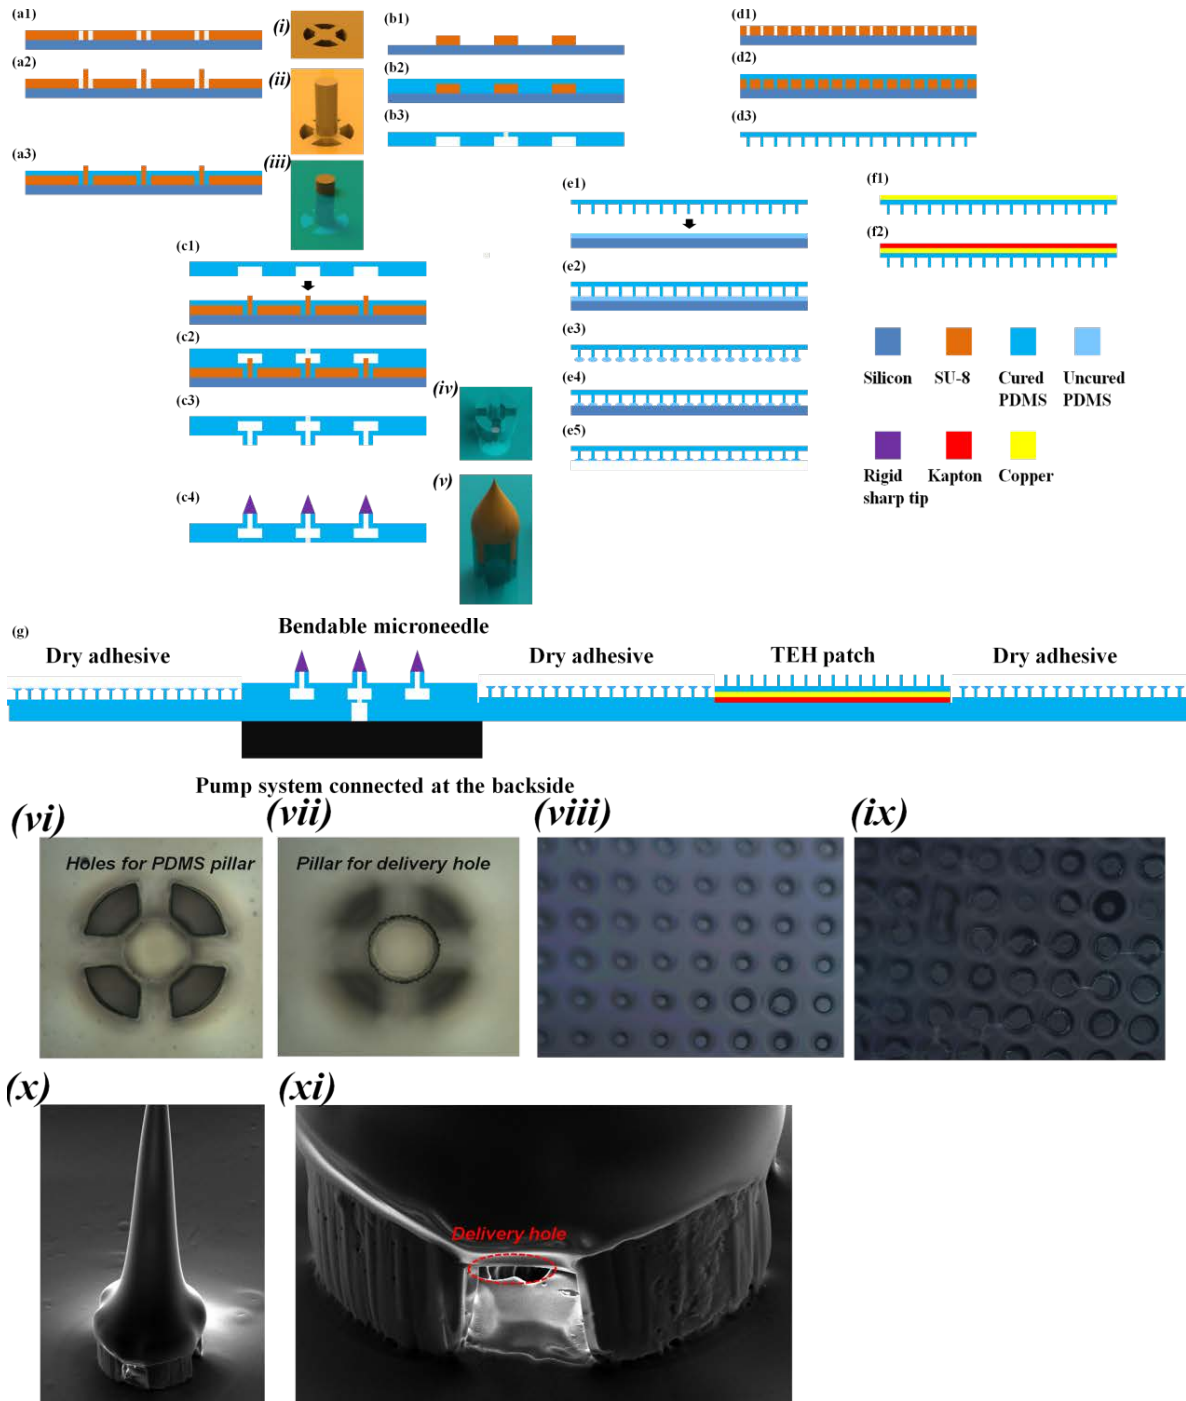 (a1)
(i)
(b1)
(d1)
(a2)
(ii)
(b2)
(d2)
(b3)
(d3)
(a3)
(iii)
(e1)
(f1)
(c1)
(f2)
(e2)
(c2)
(e3)
Silicon SU-8 Cured PDMS Uncured PDMS
(c3)
(iv)
(e4)
(e5)
(c4)
(v)
Rigid sharp tip Kapton Copper
(g)
Bendable microneedle
Dry adhesive
Dry adhesive
TEH patch
Dry adhesive
Pump system connected at the backside
(vi)
(vii)
(viii)
(ix)
Holes for PDMS pillar
Pillar for delivery hole
(x)
(xi)
Delivery hole